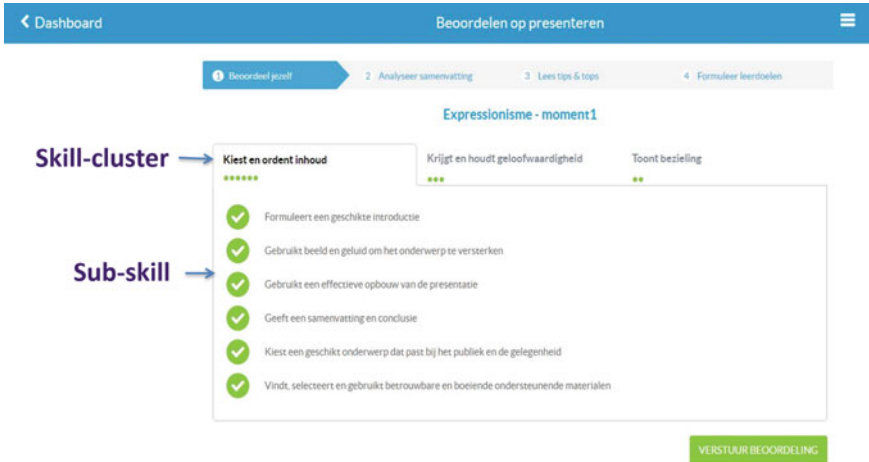 Dashboard
Beoordelen op presenteren
1 Beoordeel jezelf
2 Analyseer samenvatting
3 Lees tips & tops
4 Formuleer leerdoelen
Expressionisme - moment1
Skill-cluster
Kiest en ordent inhoud
Krijgt en houdt geloofwaardigheid
Toont bezieling
Sub-skill
Formuleert een geschikte introductie
Gebruikt beeld en geluid om het onderwerp te versterken
Gebruikt een effectieve opbouw van de presentatie
Geeft een samenvatting en conclusie
Kiest een geschikt onderwerp dat past bij het publiek en de gelegenheid
Vindt, selecteert en gebruikt betrouwbare en boeiende ondersteunende materialen
VERSTUUR BEOORDELING